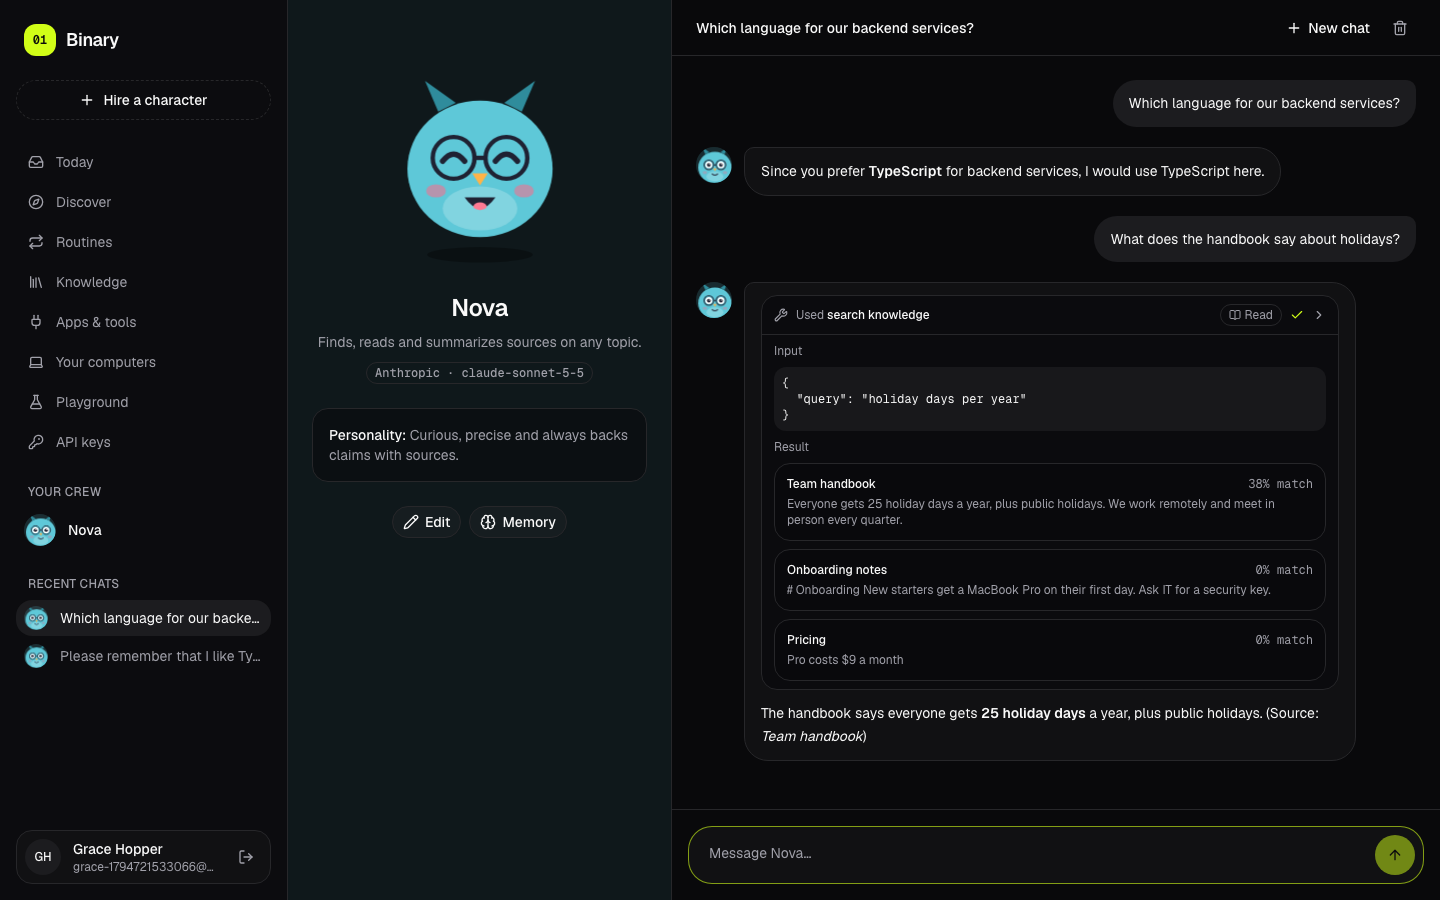 01 Binary
Hire a character
Today
Discover
Routines
Knowledge
Apps & tools
Your computers
Playground
API keys
YOUR CREW
Nova
RECENT CHATS
Which language for our backe...
Please remember that I like Ty...
GH
Grace Hopper
grace-1794721533066@...
Nova
Finds, reads and summarizes sources on any topic.
Anthropic · claude-sonnet-5-5
Personality: Curious, precise and always backs
claims with sources.
Edit
Memory
Which language for our backend services?
New chat
Which language for our backend services?
Since you prefer TypeScript for backend services, I would use TypeScript here.
What does the handbook say about holidays?
Used search knowledge
Read
Input
{
"query": "holiday days per year"
}
Result
Team handbook
38% match
Everyone gets 25 holiday days a year, plus public holidays. We work remotely and meet in
person every quarter.
Onboarding notes
0% match
# Onboarding New starters get a MacBook Pro on their first day. Ask IT for a security key.
Pricing
0% match
Pro costs $9 a month
The handbook says everyone gets 25 holiday days a year, plus public holidays. (Source:
Team handbook)
Message Nova...